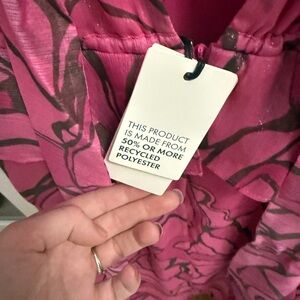 THIS PRODUCT
IS MADE FROM
50% OR MORE
RECYCLED
POLYESTER